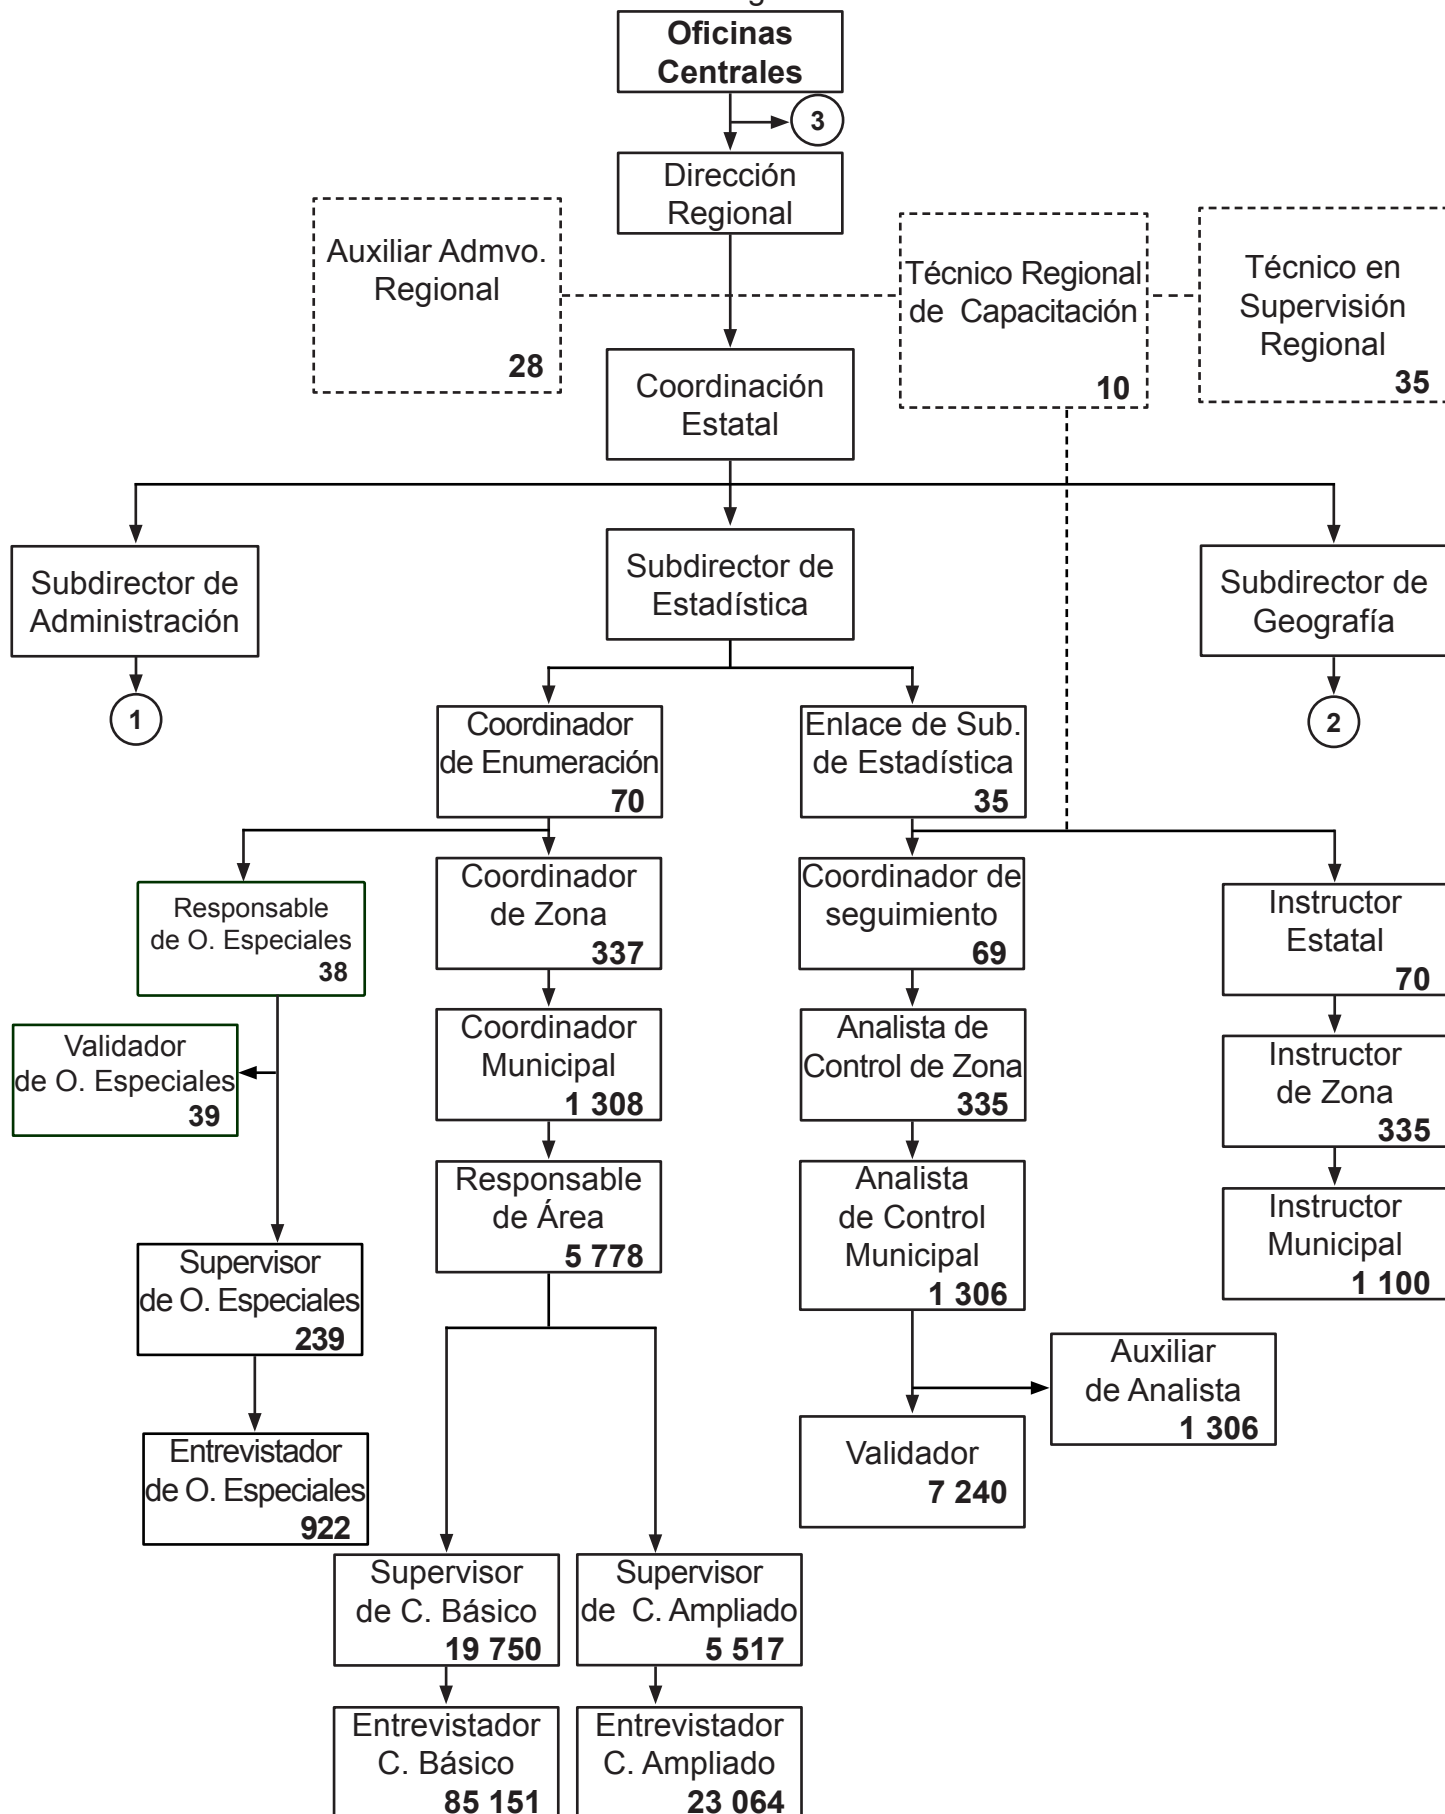 Oficinas
Centrales
3
Dirección
Regional
Auxiliar Admvo.
Regional
28
Técnico Regional
de Capacitación
10
Técnico en
Supervisión
Regional
35
Coordinación
Estatal
Subdirector de
Administración
1
Subdirector de
Estadística
Subdirector de
Geografía
2
Coordinador
de Enumeración
70
Enlace de Sub.
de Estadística
35
Responsable
de O. Especiales
38
Coordinador
de Zona
337
Coordinador de
seguimiento
69
Instructor
Estatal
70
Validador
de O. Especiales
39
Coordinador
Municipal
1 308
Analista de
Control de Zona
335
Instructor
de Zona
335
Responsable
de Área
5 778
Analista
de Control
Municipal
1 306
Instructor
Municipal
1 100
Supervisor
de O. Especiales
239
Auxiliar
de Analista
1 306
Entrevistador
de O. Especiales
922
Validador
7 240
Supervisor
de C. Básico
19 750
Supervisor
de C. Ampliado
5 517
Entrevistador
C. Básico
85 151
Entrevistador
C. Ampliado
23 064